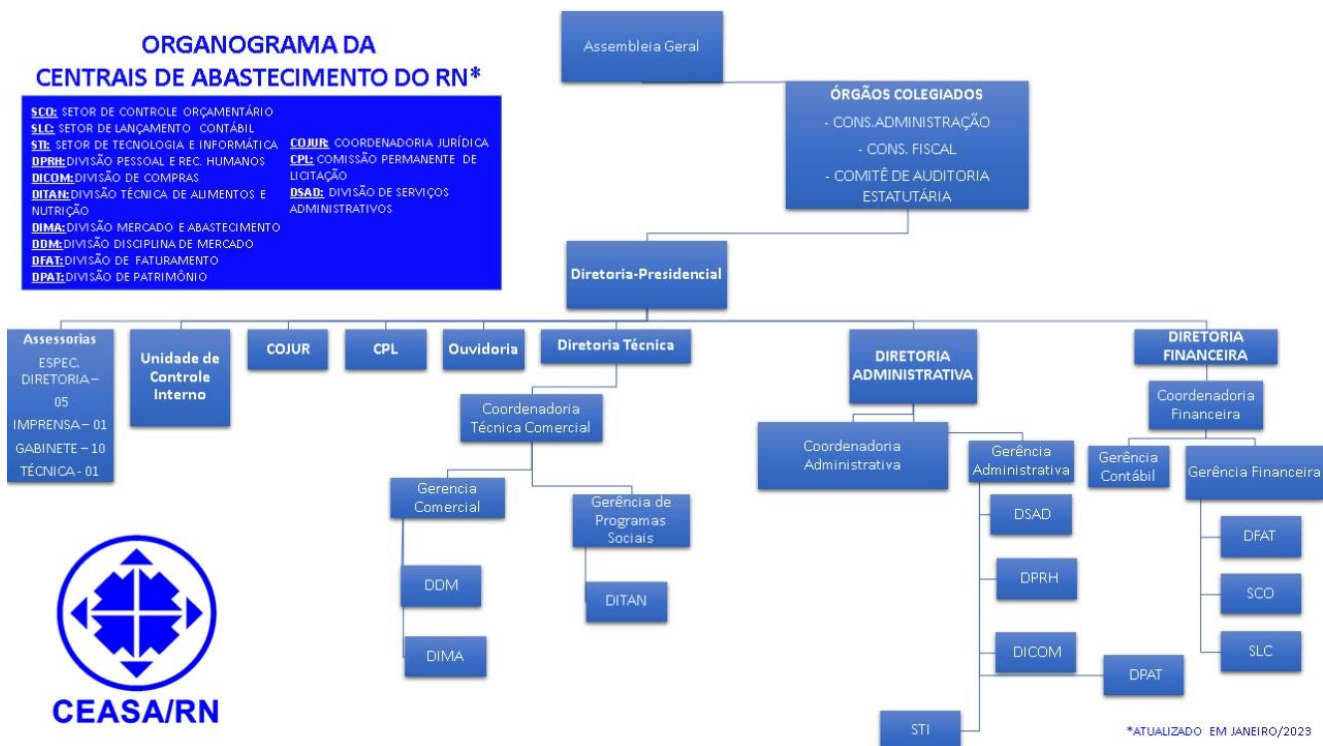 ORGANOGRAMA DA
CENTRAIS DE ABASTECIMENTO DO RN*
SCO: SETOR DE CONTROLE ORÇAMENTÁRIO
SLC: SETOR DE LANÇAMENTO CONTÁBIL
STI: SETOR DE TECNOLOGIA E INFORMÁTICA
DPRH:DIVISÃO PESSOAL E REC. HUMANOS
DICOM:DIVISÃO DE COMPRAS
DITAN:DIVISÃO TÉCNICA DE ALIMENTOS E
NUTRIÇÃO
DIMA:DIVISÃO MERCADO E ABASTECIMENTO
DDM:DIVISÃO DISCIPLINA DE MERCADO
DFAT:DIVISÃO DE FATURAMENTO
DPAT:DIVISÃO DE PATRIMÔNIO
COJUR: COORDENADORIA JURÍDICA
CPL: COMISSÃO PERMANENTE DE
LICITAÇÃO
DSAD: DIVISÃO DE SERVIÇOS
ADMINISTRATIVOS
Assembleia Geral
ÓRGÃOS COLEGIADOS
- CONS.ADMINISTRAÇÃO
- CONS. FISCAL
- COMITÊ DE AUDITORIA
ESTATUTÁRIA
Diretoria-Presidencial
Assessorias
ESPEC.
DIRETORIA–
05
IMPRENSA–01
GABINETE–10
TÉCNICA-01
Unidade de
Controle
Interno
COJUR
CPL
Ouvidoria
Diretoria Técnica
DIRETORIA
ADMINISTRATIVA
DIRETORIA
FINANCEIRA
Coordenadoria
Técnica Comercial
Gerencia
Comercial
DDM
DIMA
Gerência de
Programas
Sociais
DITAN
Coordenadoria
Administrativa
Gerência
Administrativa
DSAD
DPRH
DICOM
DPAT
STI
Coordenadoria
Financeira
Gerência
Contábil
Gerência Financeira
DFAT
SCO
SLC
CEASA/RN
*ATUALIZADO EM JANEIRO/2023